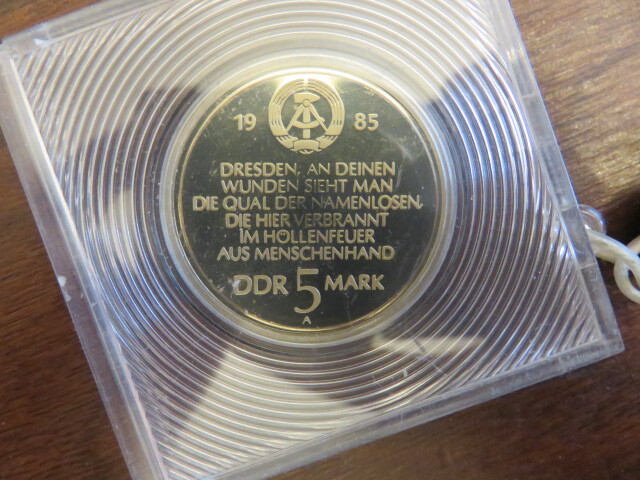 19 85
DRESDEN, AN DEINEN
WUNDEN SIEHT MAN
DIE QUAL DER NAMENLOSEN,
DIE HIER VERBRANNT
IM HÖLLENFEUER
AUS MENSCHENHAND
DDR 5 MARK
A